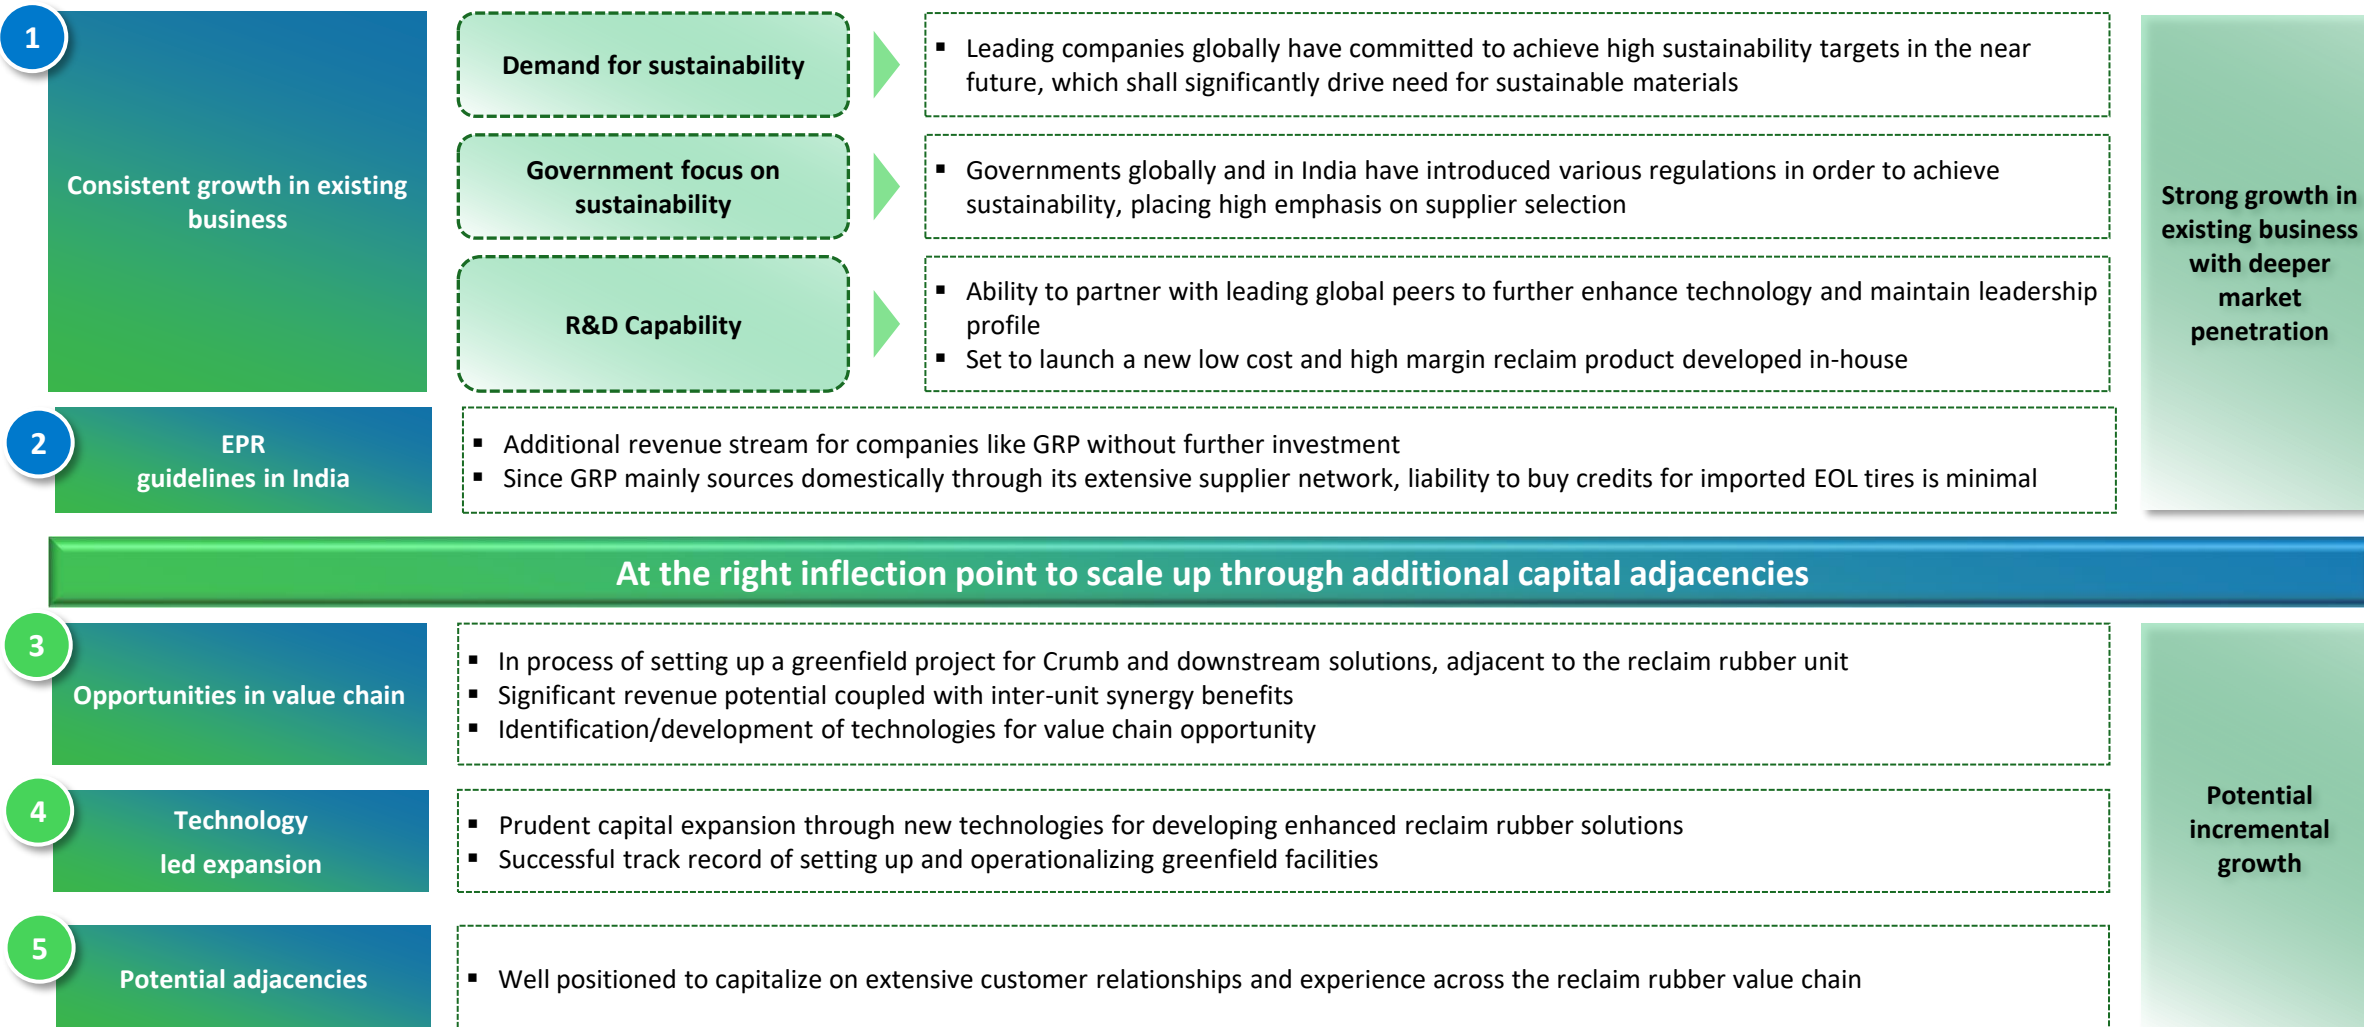 1
Consistent growth in existing
business
Demand for sustainability
▪ Leading companies globally have committed to achieve high sustainability targets in the near
future, which shall significantly drive need for sustainable materials
Government focus on
sustainability
▪ Governments globally and in India have introduced various regulations in order to achieve
sustainability, placing high emphasis on supplier selection
R&D Capability
▪ Ability to partner with leading global peers to further enhance technology and maintain leadership
profile
▪ Set to launch a new low cost and high margin reclaim product developed in-house
2
EPR
guidelines in India
▪ Additional revenue stream for companies like GRP without further investment
▪ Since GRP mainly sources domestically through its extensive supplier network, liability to buy credits for imported EOL tires is minimal
Strong growth in
existing business
with deeper
market
penetration
At the right inflection point to scale up through additional capital adjacencies
3
Opportunities in value chain
▪ In process of setting up a greenfield project for Crumb and downstream solutions, adjacent to the reclaim rubber unit
▪ Significant revenue potential coupled with inter-unit synergy benefits
▪ Identification/development of technologies for value chain opportunity
4
Technology
led expansion
▪ Prudent capital expansion through new technologies for developing enhanced reclaim rubber solutions
▪ Successful track record of setting up and operationalizing greenfield facilities
5
Potential adjacencies
▪ Well positioned to capitalize on extensive customer relationships and experience across the reclaim rubber value chain
Potential
incremental
growth